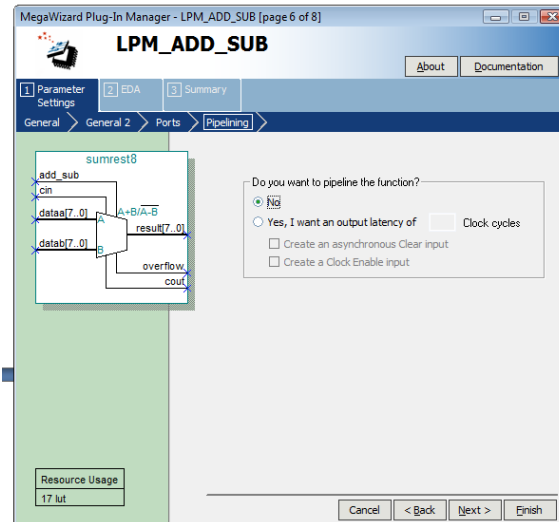 MegaWizard Plug-In Manager - LPM_ADD_SUB [page 6 of 8]
LPM_ADD_SUB
About
Documentation
1 Parameter Settings
2 EDA
3 Summary
General
General 2
Ports
Pipelining
sumrest8
add_sub
cin
dataa[7..0]
A
A+B/A-B
result[7..0]
datab[7..0]
B
overflow
cout
Do you want to pipeline the function?
No
Yes, I want an output latency of Clock cycles
Create an asynchronous Clear input
Create a Clock Enable input
Resource Usage
17 lut
Cancel
< Back
Next >
Finish